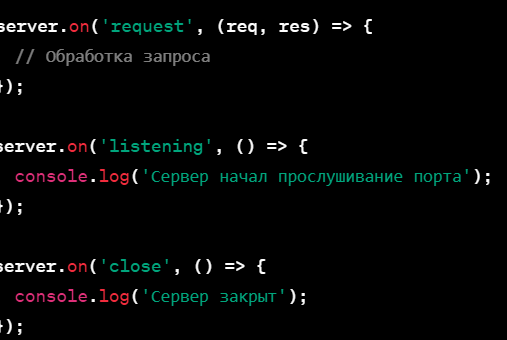 server.on('request', (req, res) => {
// Обработка запроса
});
server.on('listening', () => {
console.log('Сервер начал прослушивание порта');
});
server.on('close', () => {
console.log('Сервер закрыт');
});